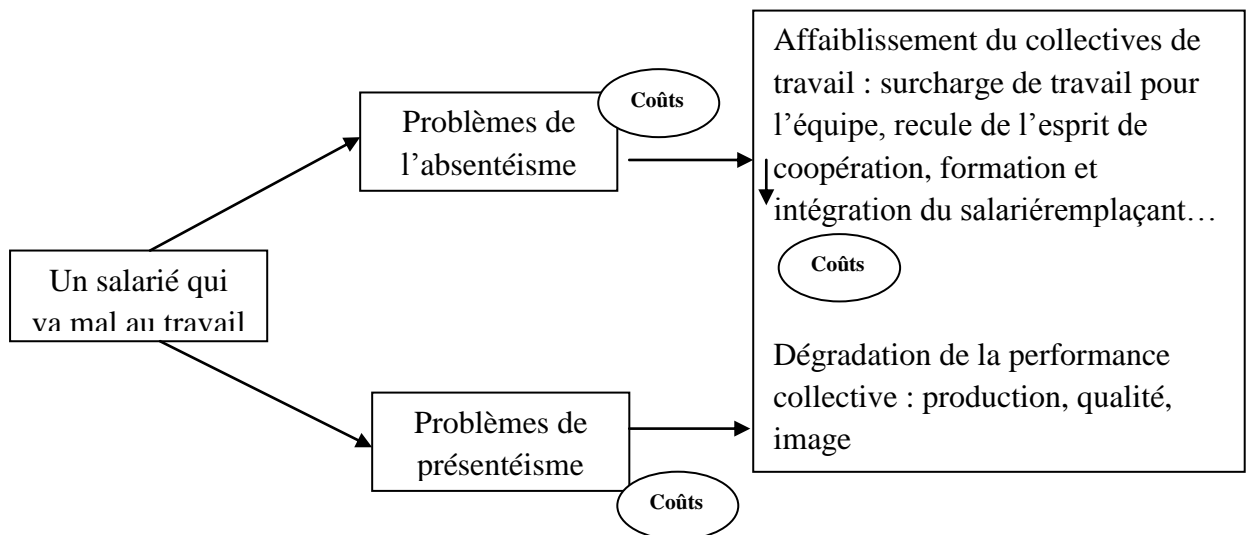 Coûts
Problèmes de
l’absentéisme
Affaiblissement du collectives de
travail : surcharge de travail pour
l’équipe, recule de l’esprit de
coopération, formation et
intégration du salariéremplaçant…
Coûts
Un salarié qui
va mal au travail
Dégradation de la performance
collective : production, qualité,
image
Problèmes de
présentéisme
Coûts